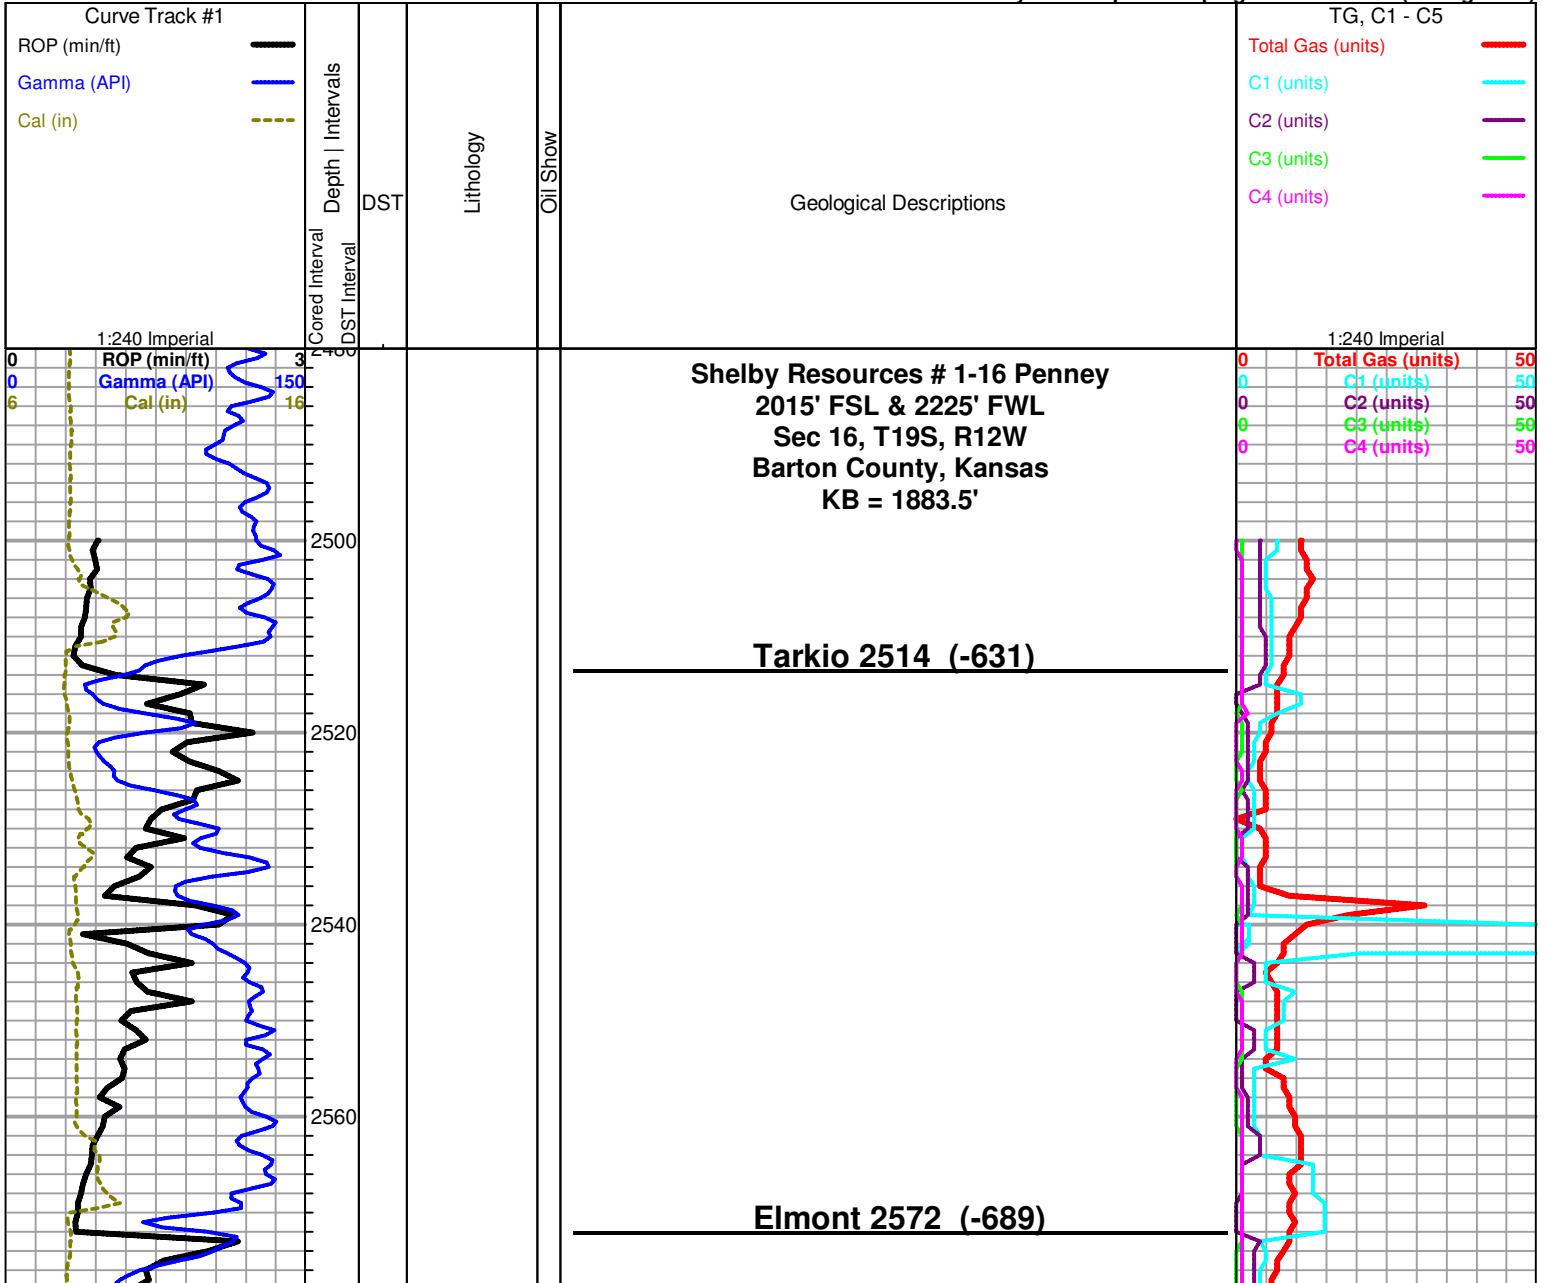 Curve Track #1
ROP (min/ft)
Gamma (API)
Cal (in)
1:240 Imperial
Depth | Intervals
Cored Interval
DST Interval
DST
Lithology
Oil Show
Geological Descriptions
TG, C1 - C5
Total Gas (units)
C1 (units)
C2 (units)
C3 (units)
C4 (units)
1:240 Imperial
0 ROP (min/ft) 3
0 Gamma (API) 150
6 Cal (in) 16
Shelby Resources # 1-16 Penney
2015' FSL & 2225' FWL
Sec 16, T19S, R12W
Barton County, Kansas
KB = 1883.5'
0 Total Gas (units) 50
0 C1 (units) 50
0 C2 (units) 50
0 C3 (units) 50
0 C4 (units) 50
2500
Tarkio 2514 (-631)
2520
2540
2560
Elmont 2572 (-689)